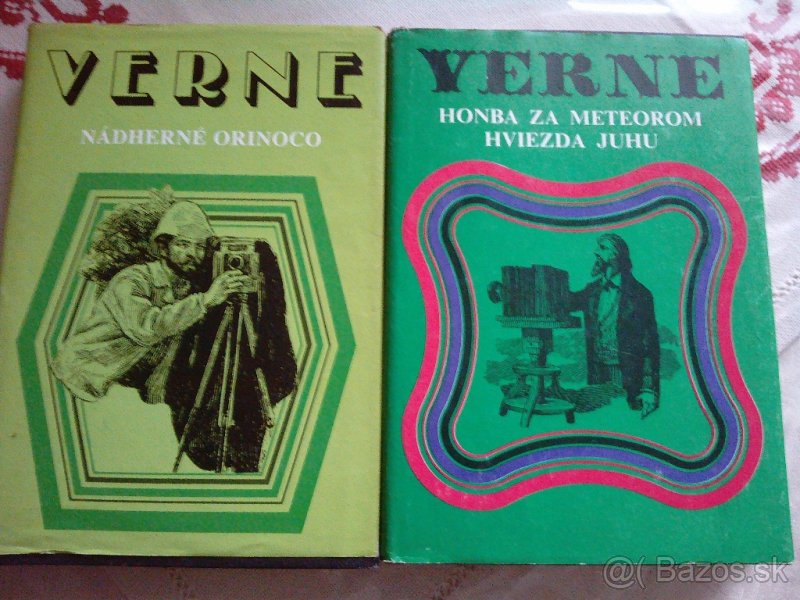 VERNE
NÁDHERNÉ ORINOCO
VERNE
HONBA ZA METEOROM
HVIEZDA JUHU
@( Bazos.sk